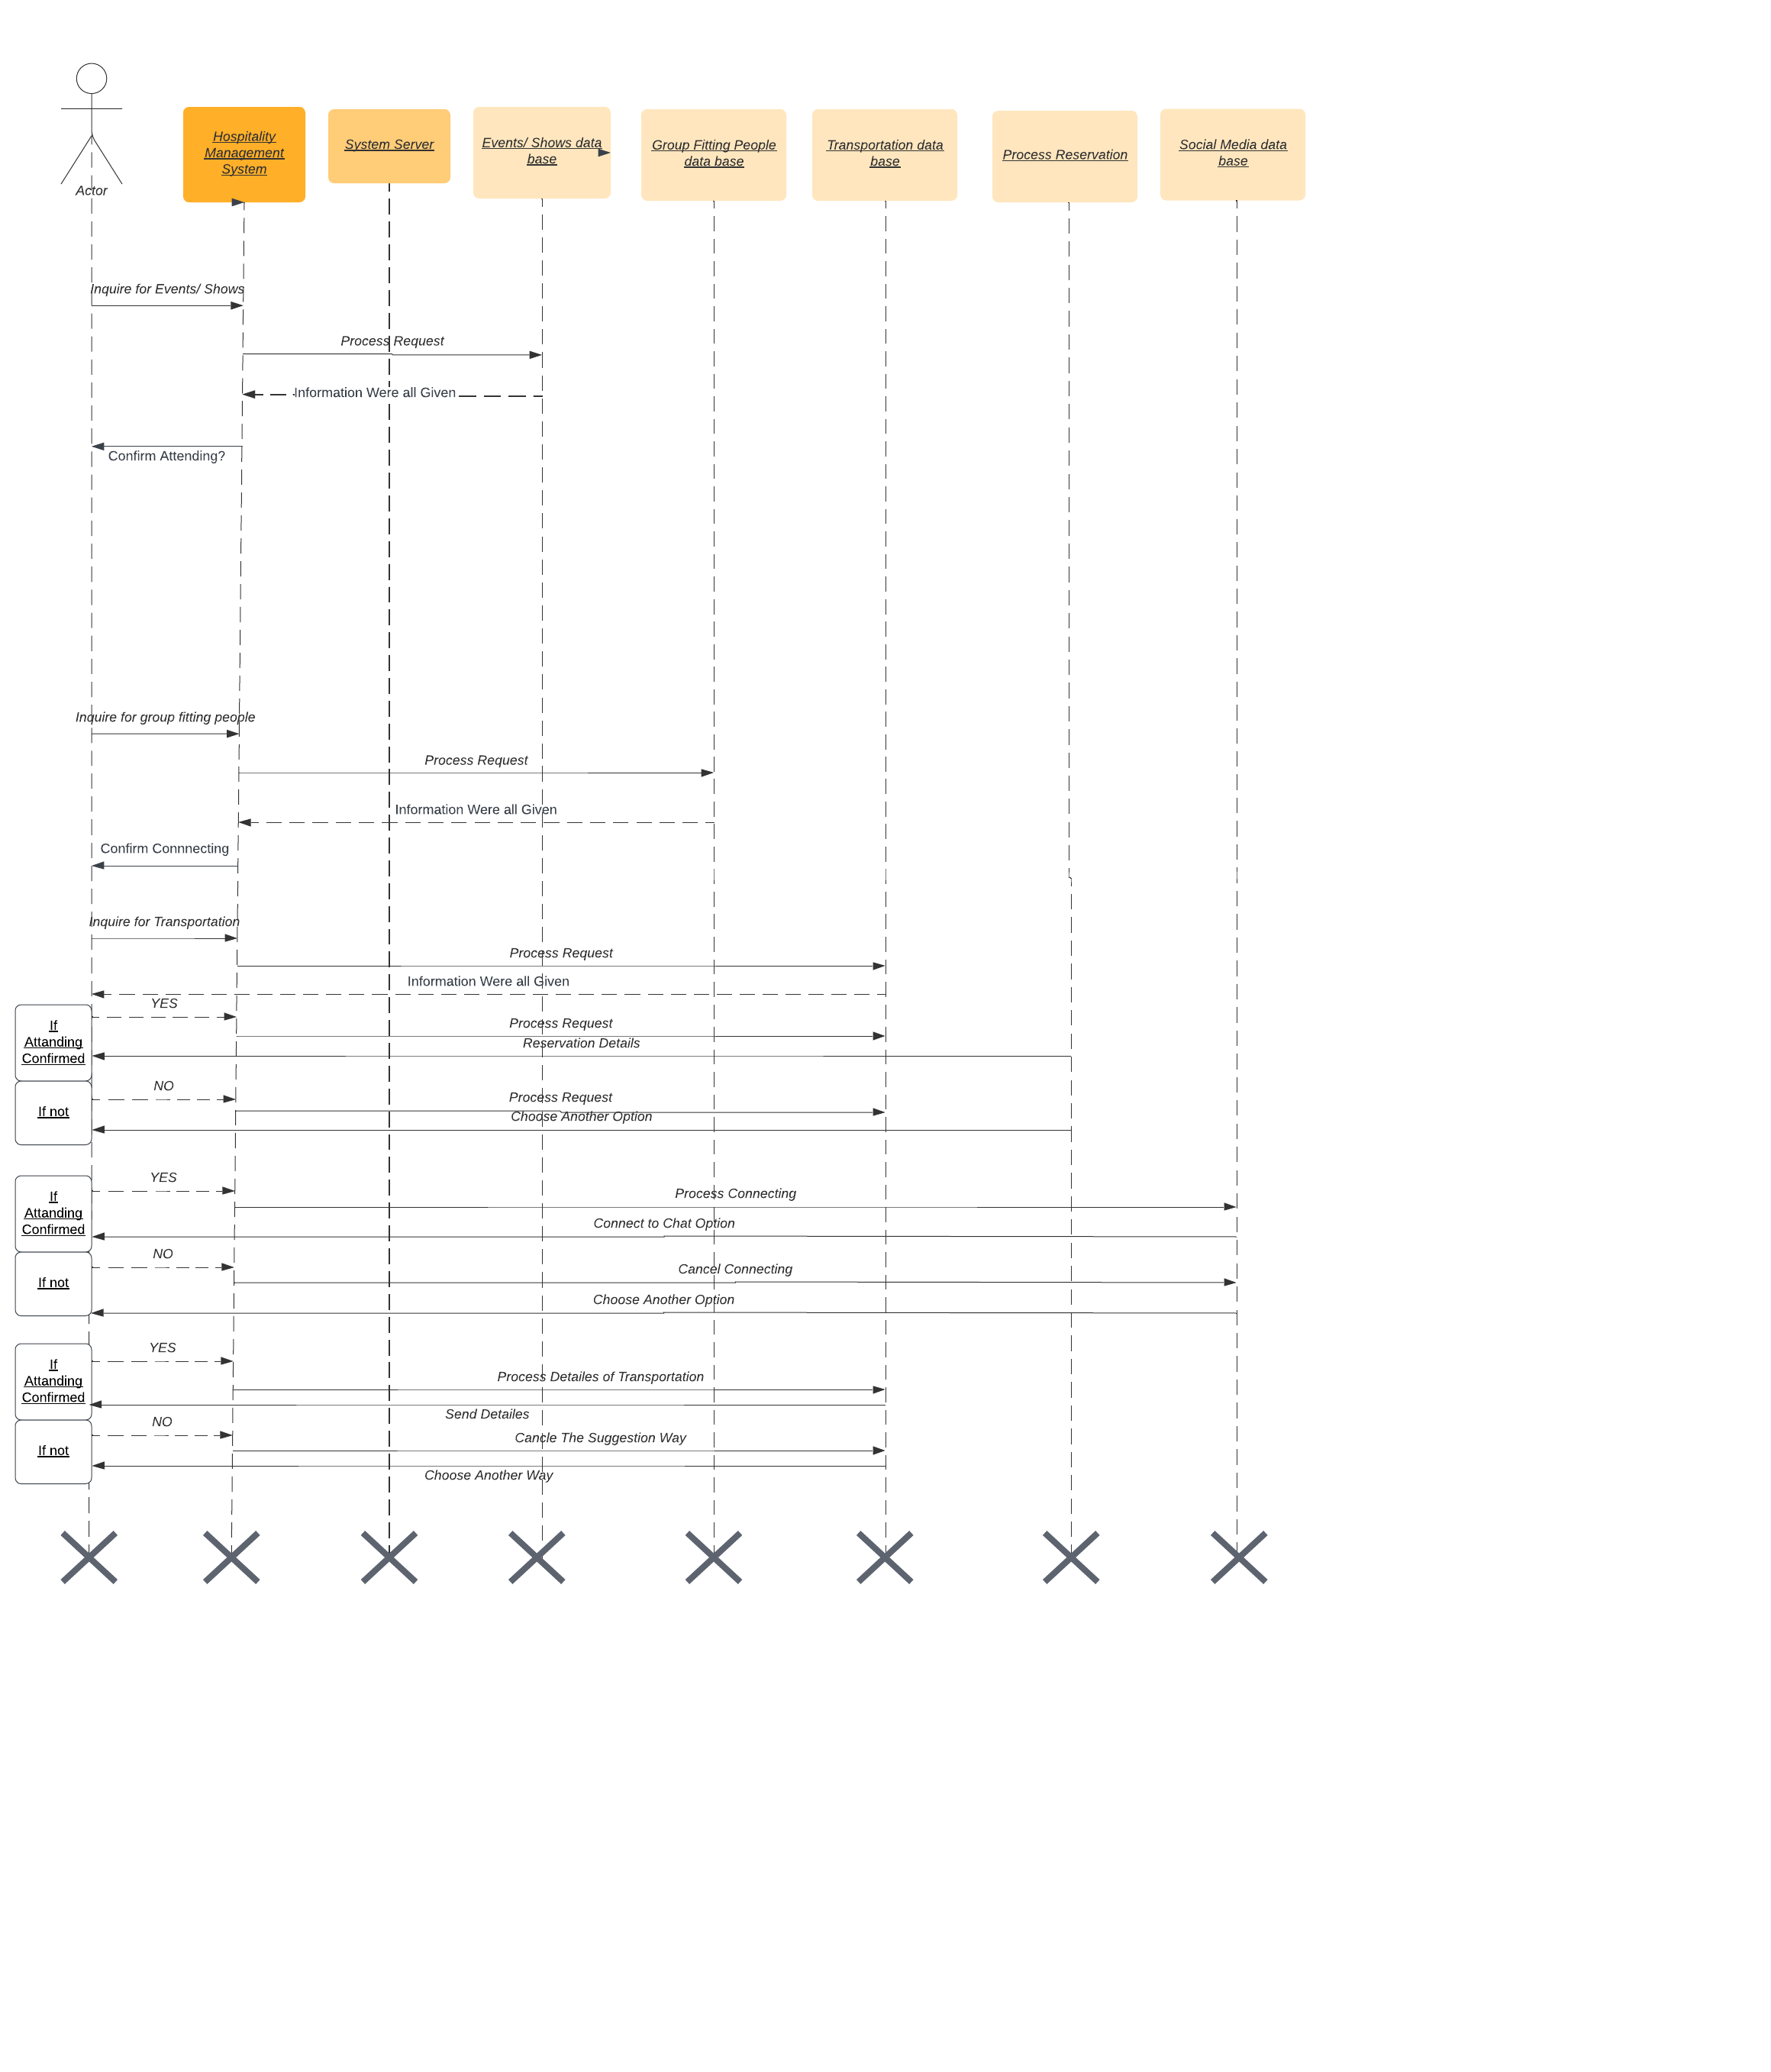 Actor
Hospitality
Management
System
System Server
Events/ Shows data
base
Group Fitting People
data base
Transportation data
base
Process Reservation
Social Media data
base
Inquire for Events/ Shows
Process Request
Information Were all Given
Confirm Attending?
Inquire for group fitting people
Process Request
Information Were all Given
Confirm Connnecting
Inquire for Transportation
Process Request
Information Were all Given
YES
If
Attanding
Confirmed
Process Request
Reservation Details
NO
If not
Process Request
Choose Another Option
YES
If
Attanding
Confirmed
Process Connecting
Connect to Chat Option
NO
If not
Cancel Connecting
Choose Another Option
YES
If
Attanding
Confirmed
Process Detailes of Transportation
Send Detailes
NO
If not
Cancle The Suggestion Way
Choose Another Way